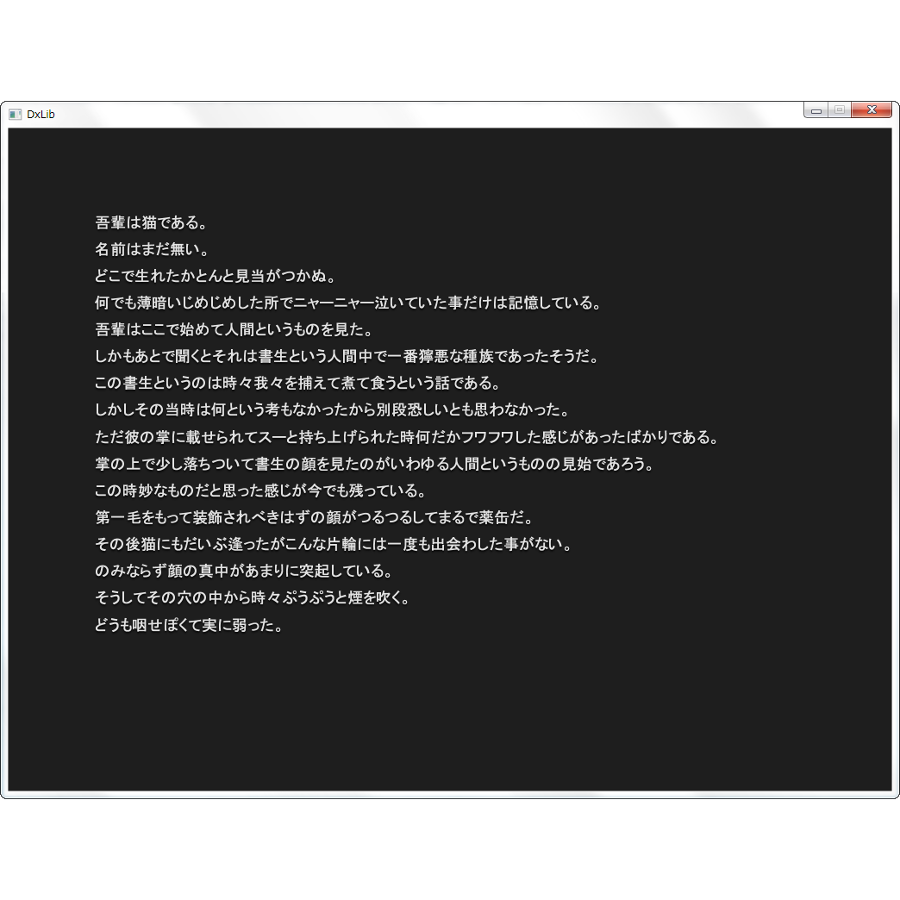 DxLib
吾輩は猫である。
名前はまだ無い。
どこで生れたかとんと見当がつかぬ。
何でも薄暗いじめじめした所でニャーニャー泣いていた事だけは記憶している。
吾輩はここで始めて人間というものを見た。
しかもあとで聞くとそれは書生という人間中で一番獰悪な種族であったそうだ。
この書生というのは時々我々を捕えて煮て食うという話である。
しかしその当時は何という考もなかったから別段恐しいとも思わなかった。
ただ彼の掌に載せられてスーと持ち上げられた時何だかフワフワした感じがあったばかりである。
掌の上で少し落ちついて書生の顔を見たのがいわゆる人間というものの見始であろう。
この時妙なものだと思った感じが今でも残っている。
第一毛をもって装飾されべきはずの顔がつるつるしてまるで薬缶だ。
その後猫にもだいぶ逢ったがこんな片輪には一度も出会わした事がない。
のみならず顔の真中があまりに突起している。
そうしてその穴の中から時々ぷうぷうと煙を吹く。
どうも咽せぽくて実に弱った。